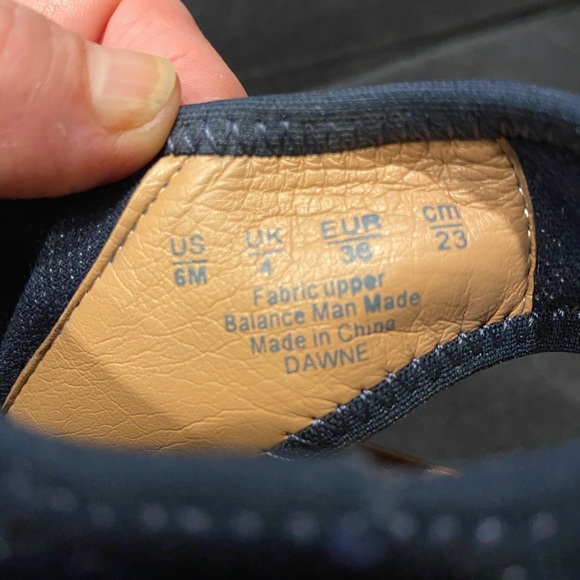 US UK EUR cm
6M 4 36 23
Fabric upper
Balance Man Made
Made in China
DAWNE